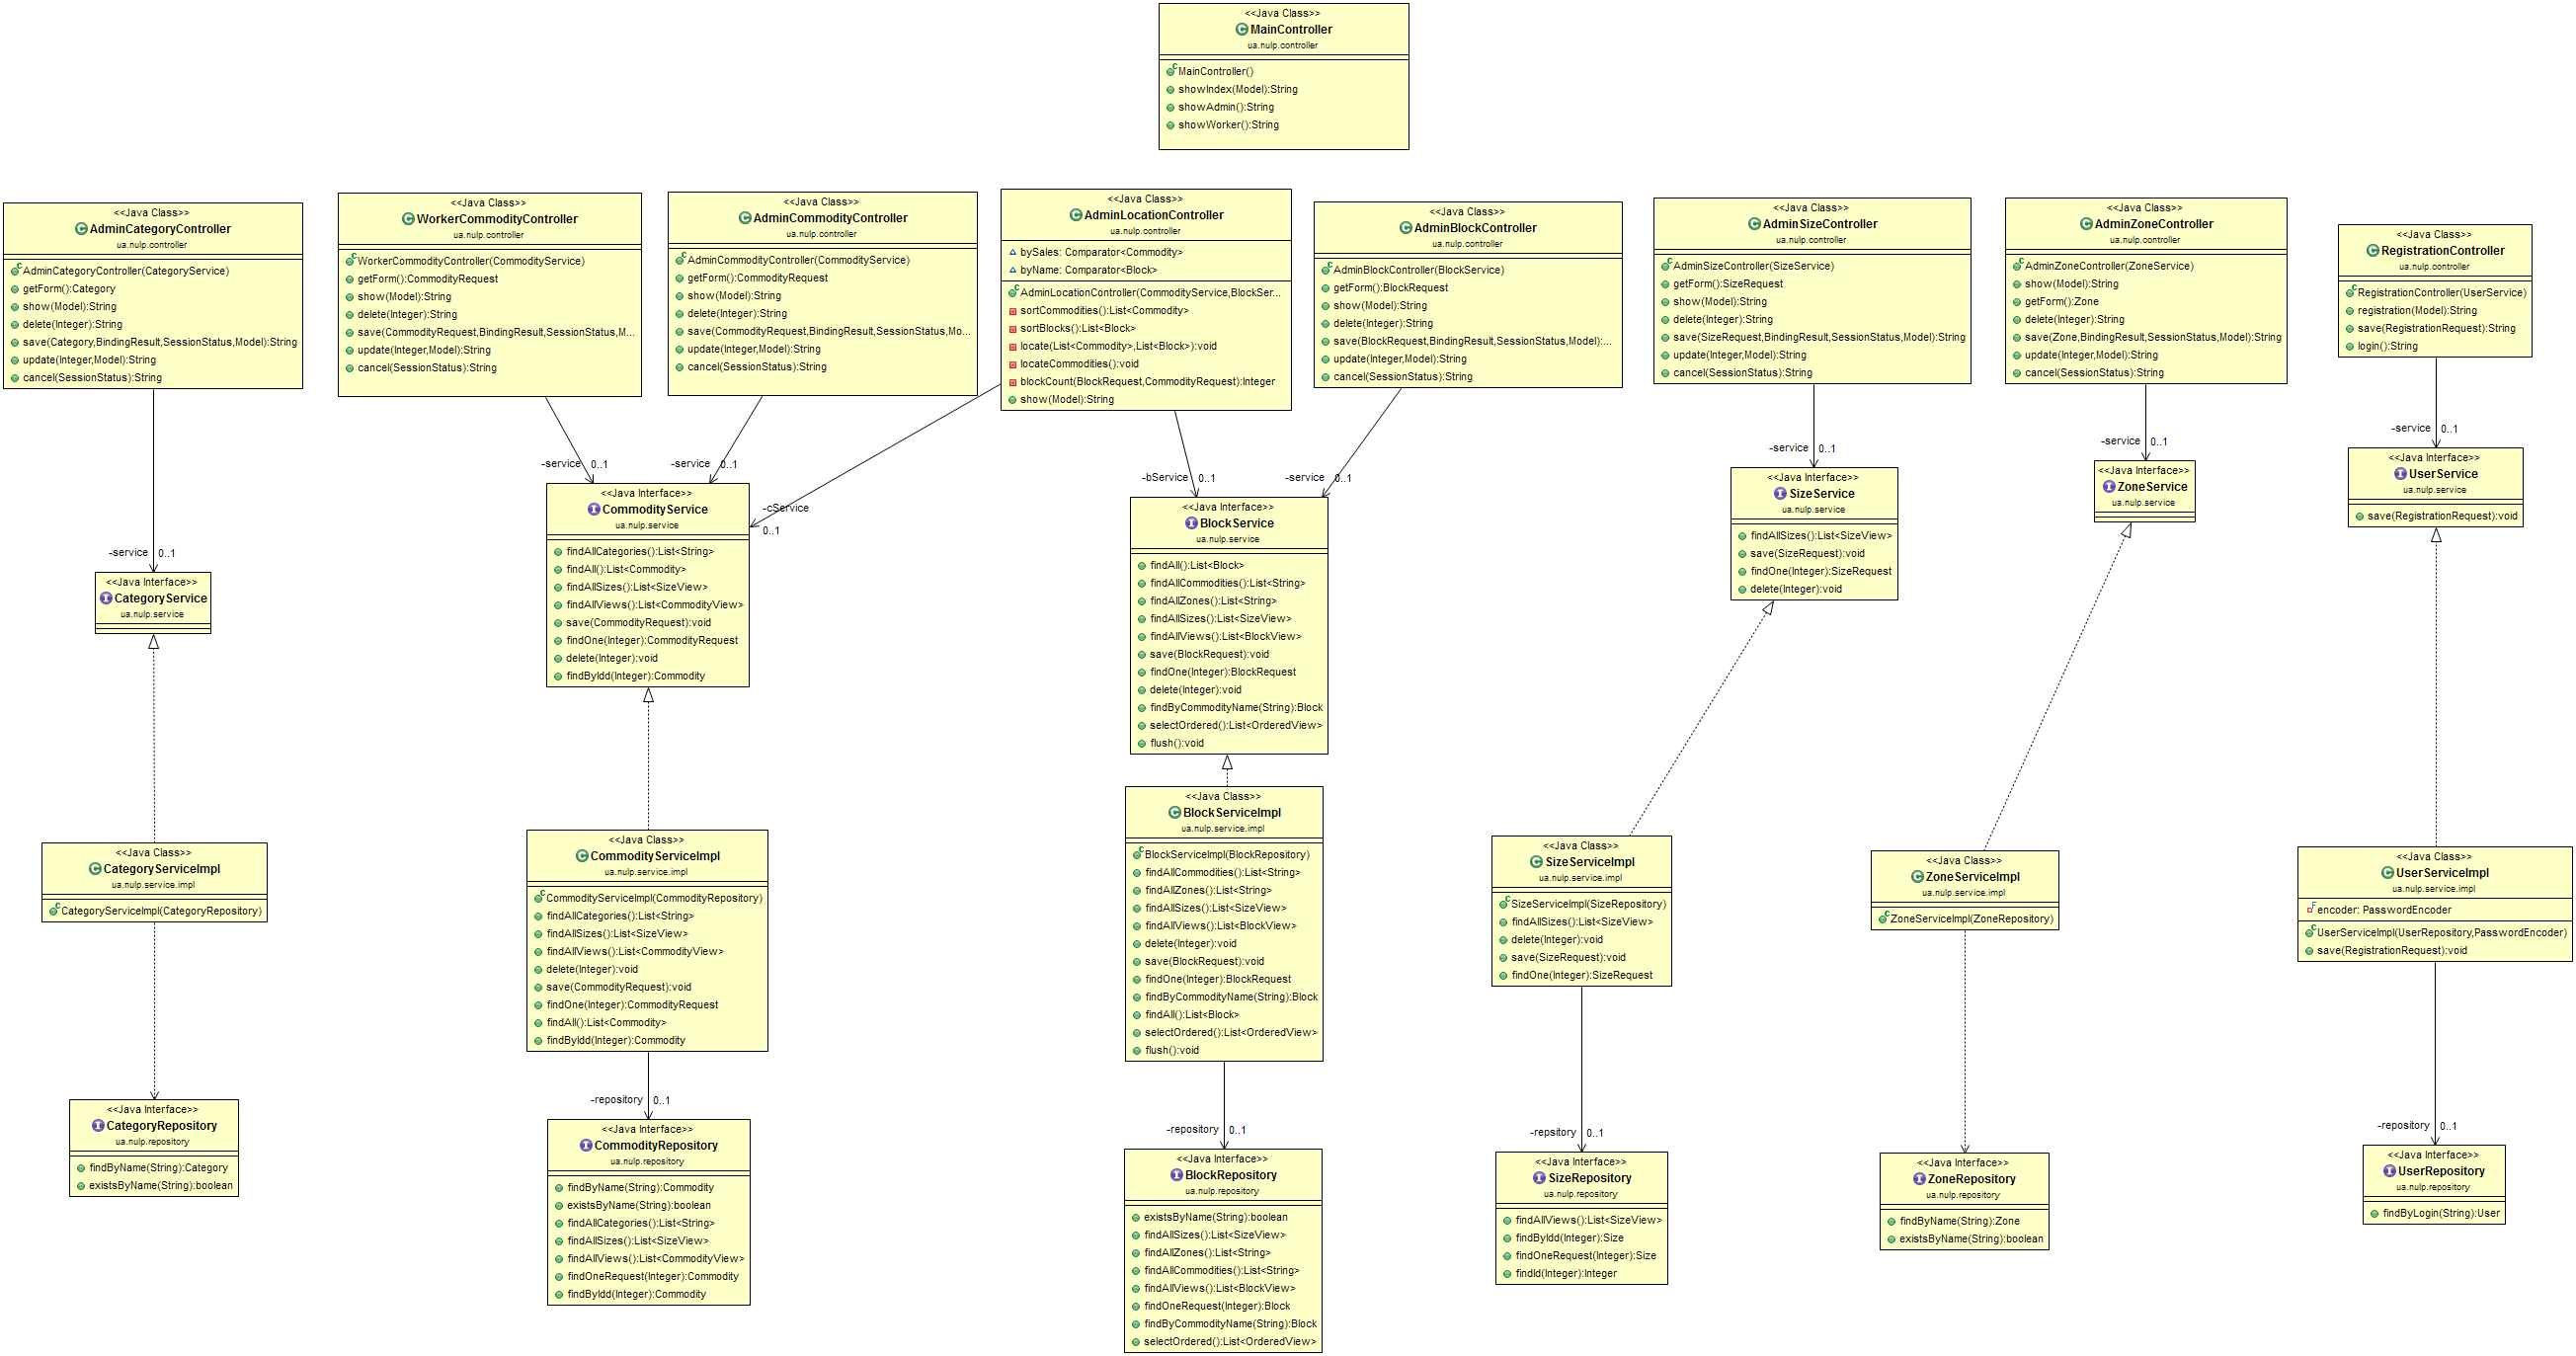 <<Java Class>>
MainController
ua.nulp.controller
MainController()
showIndex(Model):String
showAdmin():String
showWorker():String
<<Java Class>>
AdminCategoryController
ua.nulp.controller
AdminCategoryController(CategoryService)
getForm():Category
show(Model):String
delete(Integer):String
save(Category,BindingResult,SessionStatus,Model):String
update(Integer,Model):String
cancel(SessionStatus):String
<<Java Class>>
WorkerCommodityController
ua.nulp.controller
WorkerCommodityController(CommodityService)
getForm():CommodityRequest
show(Model):String
delete(Integer):String
save(CommodityRequest,BindingResult,SessionStatus,M...
update(Integer,Model):String
cancel(SessionStatus):String
<<Java Class>>
AdminCommodityController
ua.nulp.controller
AdminCommodityController(CommodityService)
getForm():CommodityRequest
show(Model):String
delete(Integer):String
save(CommodityRequest,BindingResult,SessionStatus,Mo...
update(Integer,Model):String
cancel(SessionStatus):String
<<Java Class>>
AdminLocationController
ua.nulp.controller
bySales: Comparator<Commodity>
byName: Comparator<Block>
AdminLocationController(CommodityService,BlockSer...
sortCommodities():List<Commodity>
sortBlocks():List<Block>
locate(List<Commodity>,List<Block>):void
locateCommodities():void
blockCount(BlockRequest,CommodityRequest):Integer
show(Model):String
<<Java Class>>
AdminBlockController
ua.nulp.controller
AdminBlockController(BlockService)
getForm():BlockRequest
show(Model):String
delete(Integer):String
save(BlockRequest,BindingResult,SessionStatus,Model):...
update(Integer,Model):String
cancel(SessionStatus):String
<<Java Class>>
AdminSizeController
ua.nulp.controller
AdminSizeController(SizeService)
getForm():SizeRequest
show(Model):String
delete(Integer):String
save(SizeRequest,BindingResult,SessionStatus,Model):String
update(Integer,Model):String
cancel(SessionStatus):String
<<Java Class>>
AdminZoneController
ua.nulp.controller
AdminZoneController(ZoneService)
show(Model):String
getForm():Zone
delete(Integer):String
save(Zone,BindingResult,SessionStatus,Model):String
update(Integer,Model):String
cancel(SessionStatus):String
<<Java Class>>
RegistrationController
ua.nulp.controller
RegistrationController(UserService)
registration(Model):String
save(RegistrationRequest):String
login():String
-service 0..1
-service 0..1
-service 0..1
-cService
0..1
-bService 0..1
-service 0..1
-service 0..1
-service 0..1
-service 0..1
<<Java Interface>>
CategoryService
ua.nulp.service
<<Java Interface>>
CommodityService
ua.nulp.service
findAllCategories():List<String>
findAll():List<Commodity>
findAllSizes():List<SizeView>
findAllViews():List<CommodityView>
save(CommodityRequest):void
findOne(Integer):CommodityRequest
delete(Integer):void
findByIdd(Integer):Commodity
<<Java Interface>>
BlockService
ua.nulp.service
findAll():List<Block>
findAllCommodities():List<String>
findAllZones():List<String>
findAllSizes():List<SizeView>
findAllViews():List<BlockView>
save(BlockRequest):void
findOne(Integer):BlockRequest
delete(Integer):void
findByCommodityName(String):Block
selectOrdered():List<OrderedView>
flush():void
<<Java Interface>>
SizeService
ua.nulp.service
findAllSizes():List<SizeView>
save(SizeRequest):void
findOne(Integer):SizeRequest
delete(Integer):void
<<Java Interface>>
ZoneService
ua.nulp.service
<<Java Interface>>
UserService
ua.nulp.service
save(RegistrationRequest):void
<<Java Class>>
CategoryServiceImpl
ua.nulp.service.impl
CategoryServiceImpl(CategoryRepository)
<<Java Class>>
CommodityServiceImpl
ua.nulp.service.impl
CommodityServiceImpl(CommodityRepository)
findAllCategories():List<String>
findAllSizes():List<SizeView>
findAllViews():List<CommodityView>
delete(Integer):void
save(CommodityRequest):void
findOne(Integer):CommodityRequest
findAll():List<Commodity>
findByIdd(Integer):Commodity
<<Java Class>>
BlockServiceImpl
ua.nulp.service.impl
BlockServiceImpl(BlockRepository)
findAllCommodities():List<String>
findAllZones():List<String>
findAllSizes():List<SizeView>
findAllViews():List<BlockView>
delete(Integer):void
save(BlockRequest):void
findOne(Integer):BlockRequest
findByCommodityName(String):Block
findAll():List<Block>
selectOrdered():List<OrderedView>
flush():void
<<Java Class>>
SizeServiceImpl
ua.nulp.service.impl
SizeServiceImpl(SizeRepository)
findAllSizes():List<SizeView>
delete(Integer):void
save(SizeRequest):void
findOne(Integer):SizeRequest
<<Java Class>>
ZoneServiceImpl
ua.nulp.service.impl
ZoneServiceImpl(ZoneRepository)
<<Java Class>>
UserServiceImpl
ua.nulp.service.impl
encoder: PasswordEncoder
UserServiceImpl(UserRepository,PasswordEncoder)
save(RegistrationRequest):void
-repository 0..1
-repository 0..1
-repsitory 0..1
-repository 0..1
<<Java Interface>>
CategoryRepository
ua.nulp.repository
findByName(String):Category
existsByName(String):boolean
<<Java Interface>>
CommodityRepository
ua.nulp.repository
findByName(String):Commodity
existsByName(String):boolean
findAllCategories():List<String>
findAllSizes():List<SizeView>
findAllViews():List<CommodityView>
findOneRequest(Integer):Commodity
findByIdd(Integer):Commodity
<<Java Interface>>
BlockRepository
ua.nulp.repository
existsByName(String):boolean
findAllSizes():List<SizeView>
findAllZones():List<String>
findAllCommodities():List<String>
findAllViews():List<BlockView>
findOneRequest(Integer):Block
findByCommodityName(String):Block
selectOrdered():List<OrderedView>
<<Java Interface>>
SizeRepository
ua.nulp.repository
findAllViews():List<SizeView>
findByIdd(Integer):Size
findOneRequest(Integer):Size
findId(Integer):Integer
<<Java Interface>>
ZoneRepository
ua.nulp.repository
findByName(String):Zone
existsByName(String):boolean
<<Java Interface>>
UserRepository
ua.nulp.repository
findByLogin(String):User